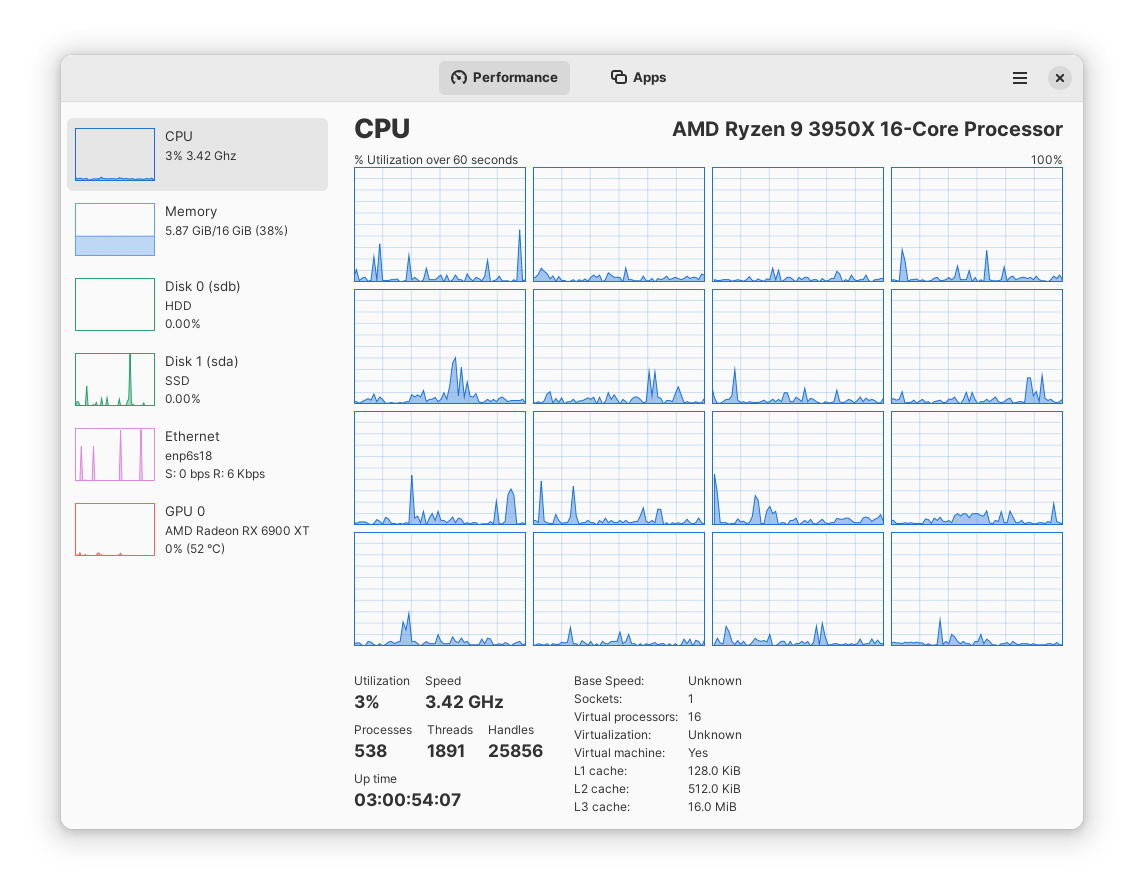 Performance
Apps
CPU
3% 3.42 Ghz
Memory
5.87 GiB/16 GiB (38%)
Disk 0 (sdb)
HDD
0.00%
Disk 1 (sda)
SSD
0.00%
Ethernet
enp6s18
S: 0 bps R: 6 Kbps
GPU 0
AMD Radeon RX 6900 XT
0% (52 °C)
CPU
AMD Ryzen 9 3950X 16-Core Processor
% Utilization over 60 seconds
100%
Utilization Speed
3% 3.42 GHz
Processes Threads Handles
538 1891 25856
Up time
03:00:54:07
Base Speed: Unknown
Sockets: 1
Virtual processors: 16
Virtualization: Unknown
Virtual machine: Yes
L1 cache: 128.0 KiB
L2 cache: 512.0 KiB
L3 cache: 16.0 MiB